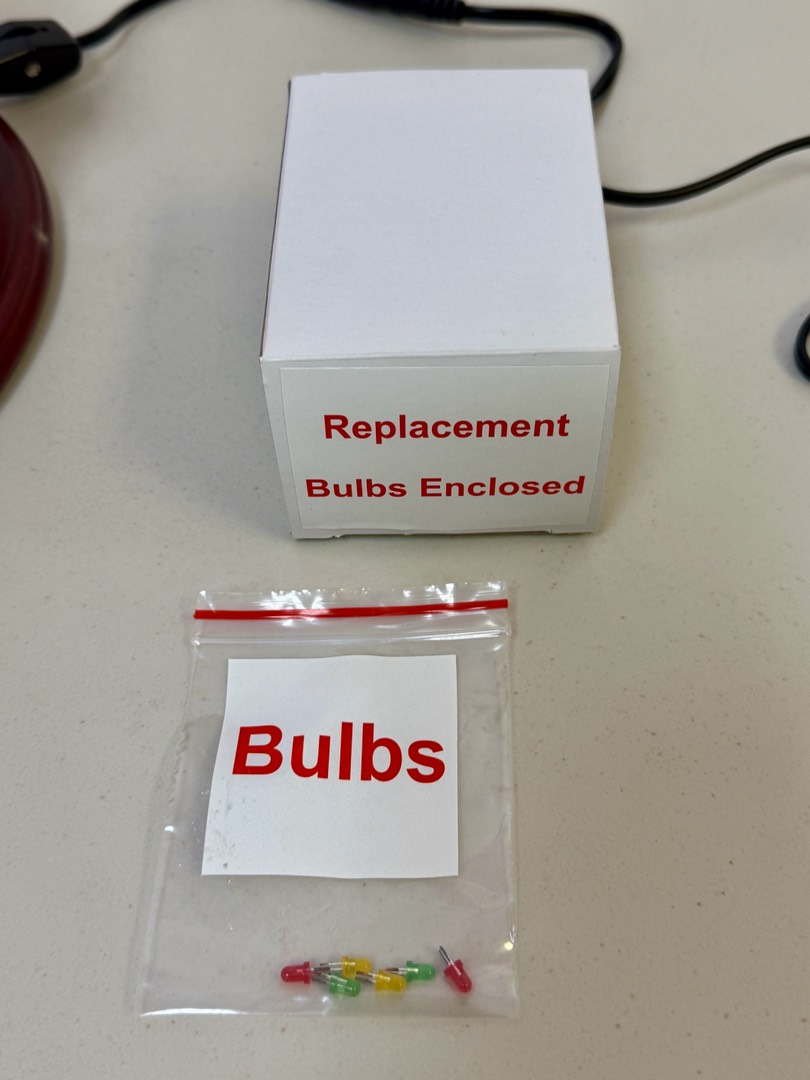 Replacement
Bulbs Enclosed
Bulbs